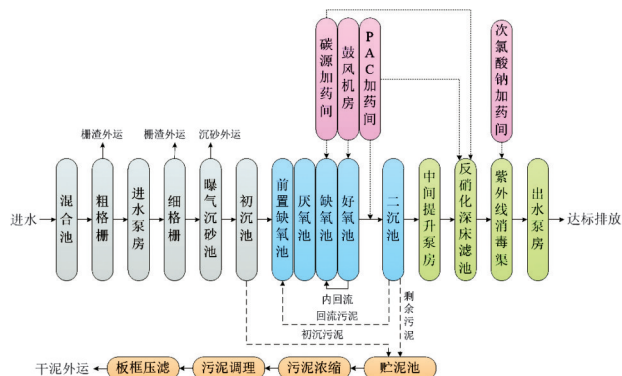 碳源加药间
鼓风机房
PAC加药间
次氯酸钠加药间
栅渣外运
栅渣外运
沉砂外运
进水
混合池
粗格栅
进水泵房
细格栅
曝气沉砂池
初沉池
前置缺氧池
厌氧池
缺氧池
好氧池
二沉池
中间提升泵房
反硝化深床滤池
紫外线消毒渠
出水泵房
达标排放
内回流
回流污泥
初沉污泥
剩余污泥
干泥外运
板框压滤
污泥调理
污泥浓缩
贮泥池